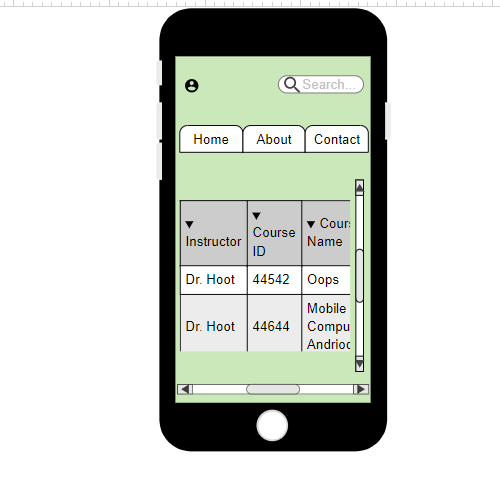 Search...
Home About Contact
▼ Instructor ▼ Course ID ▼ Cours Name
Dr. Hoot 44542 Oops
Dr. Hoot 44644 Mobile Compu Andrioc